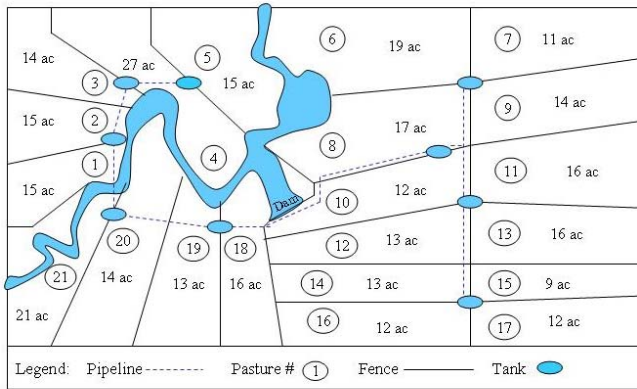 6 19 ac 7 11 ac
5
14 ac 27 ac
3 15 ac
9 14 ac
15 ac 2 17 ac
8
1 4
11 16 ac
15 ac 12 ac
10
Dam
20 19 18 12 13 ac 13 16 ac
21 14 ac 13 ac 16 ac 14 13 ac 15 9 ac
21 ac 16 12 ac 17 12 ac
Legend: Pipeline Pasture # 1 Fence Tank